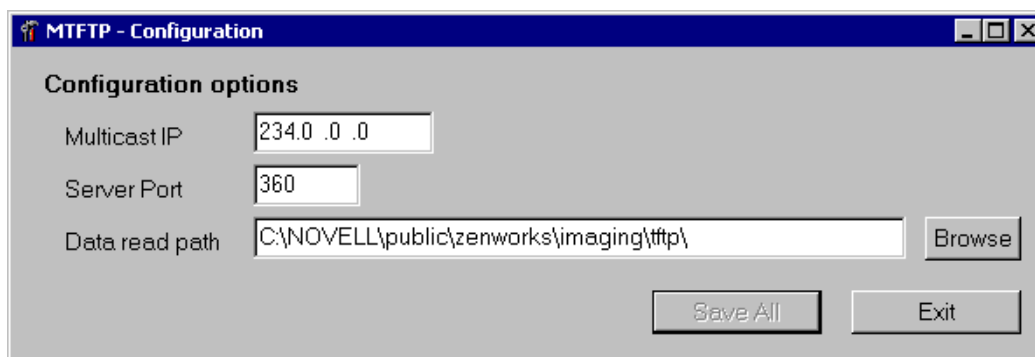 MTFTP - Configuration
Configuration options
Multicast IP 234.0 .0 .0
Server Port 360
Data read path C:\NOVELL\public\zenworks\imaging\tftp\ Browse
Save All Exit